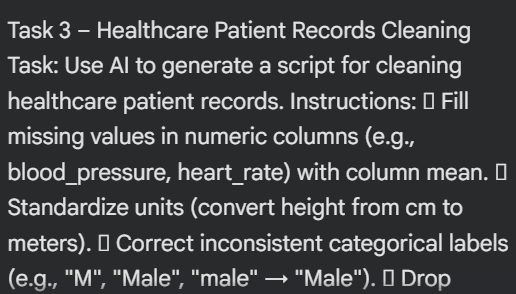 Task 3 – Healthcare Patient Records Cleaning
Task: Use AI to generate a script for cleaning
healthcare patient records. Instructions: ▯ Fill
missing values in numeric columns (e.g.,
blood_pressure, heart_rate) with column mean. ▯
Standardize units (convert height from cm to
meters). ▯ Correct inconsistent categorical labels
(e.g., "M", "Male", "male" → "Male"). ▯ Drop